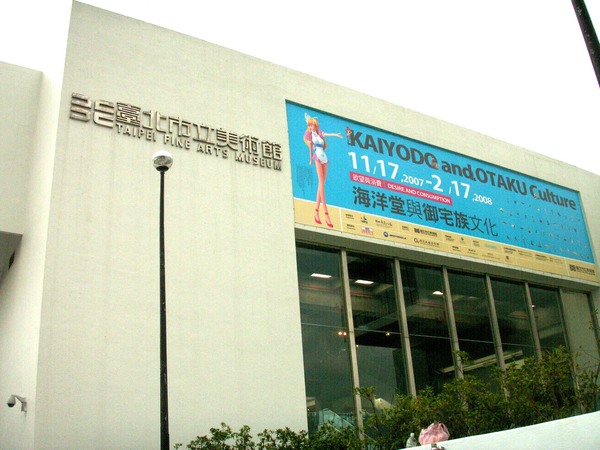 臺北市立美術館
TAIPEI FINE ARTS MUSEUM
KAIYODO and OTAKU Culture
11/17,2007-2/17,2008
欲望與消費 : DESIRE AND CONSUMPTION
海洋堂與御宅族文化